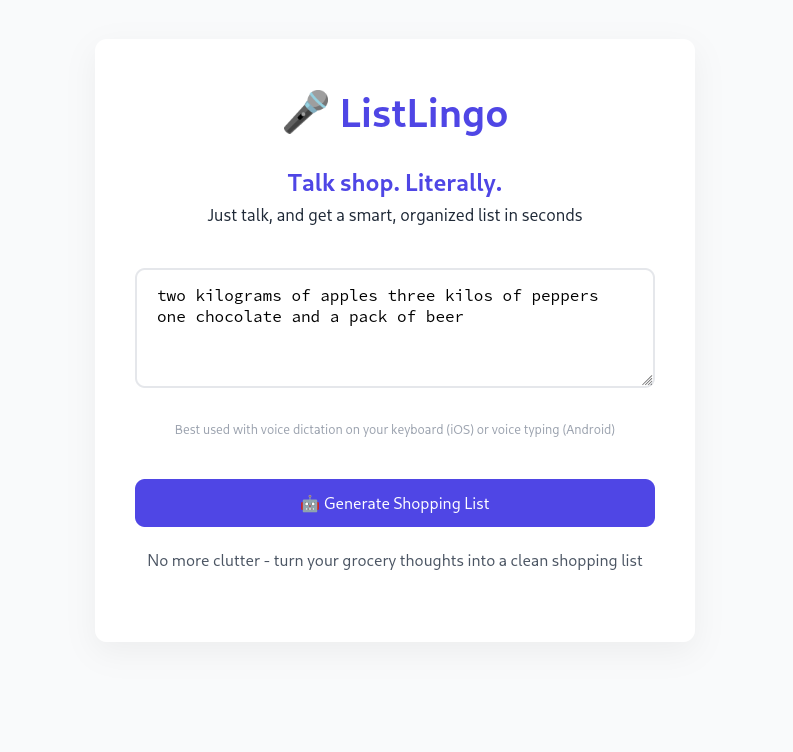 🎤 ListLingo
Talk shop. Literally.
Just talk, and get a smart, organized list in seconds
two kilograms of apples three kilos of peppers
one chocolate and a pack of beer
Best used with voice dictation on your keyboard (iOS) or voice typing (Android)
🤖 Generate Shopping List
No more clutter - turn your grocery thoughts into a clean shopping list